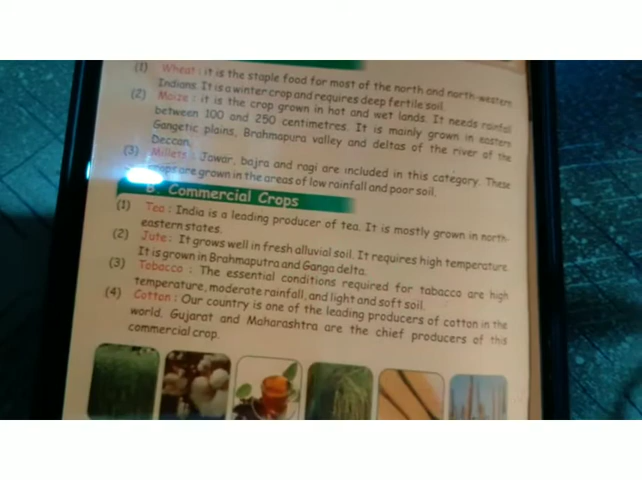 (1) Wheat : it is the staple food for most of the north and north-western
Indians. It is a winter crop and requires deep fertile soil.
(2) Maize : it is the crop grown in hot and wet lands. It needs rainfall
between 100 and 250 centimetres. It is mainly grown in eastern
Gangetic plains, Brahmapura valley and deltas of the river of the
Deccan.
(3) Millets : Jawar, bajra and ragi are included in this category. These
crops are grown in the areas of low rainfall and poor soil.
B. Commercial Crops
(1) Tea : India is a leading producer of tea. It is mostly grown in north-
eastern states.
(2) Jute : It grows well in fresh alluvial soil. It requires high temperature
It is grown in Brahmaputra and Ganga delta.
(3) Tobacco : The essential conditions required for tobacco are high
temperature, moderate rainfall, and light and soft soil.
(4) Cotton : Our country is one of the leading producers of cotton in the
world. Gujarat and Maharashtra are the chief producers of this
commercial crop.